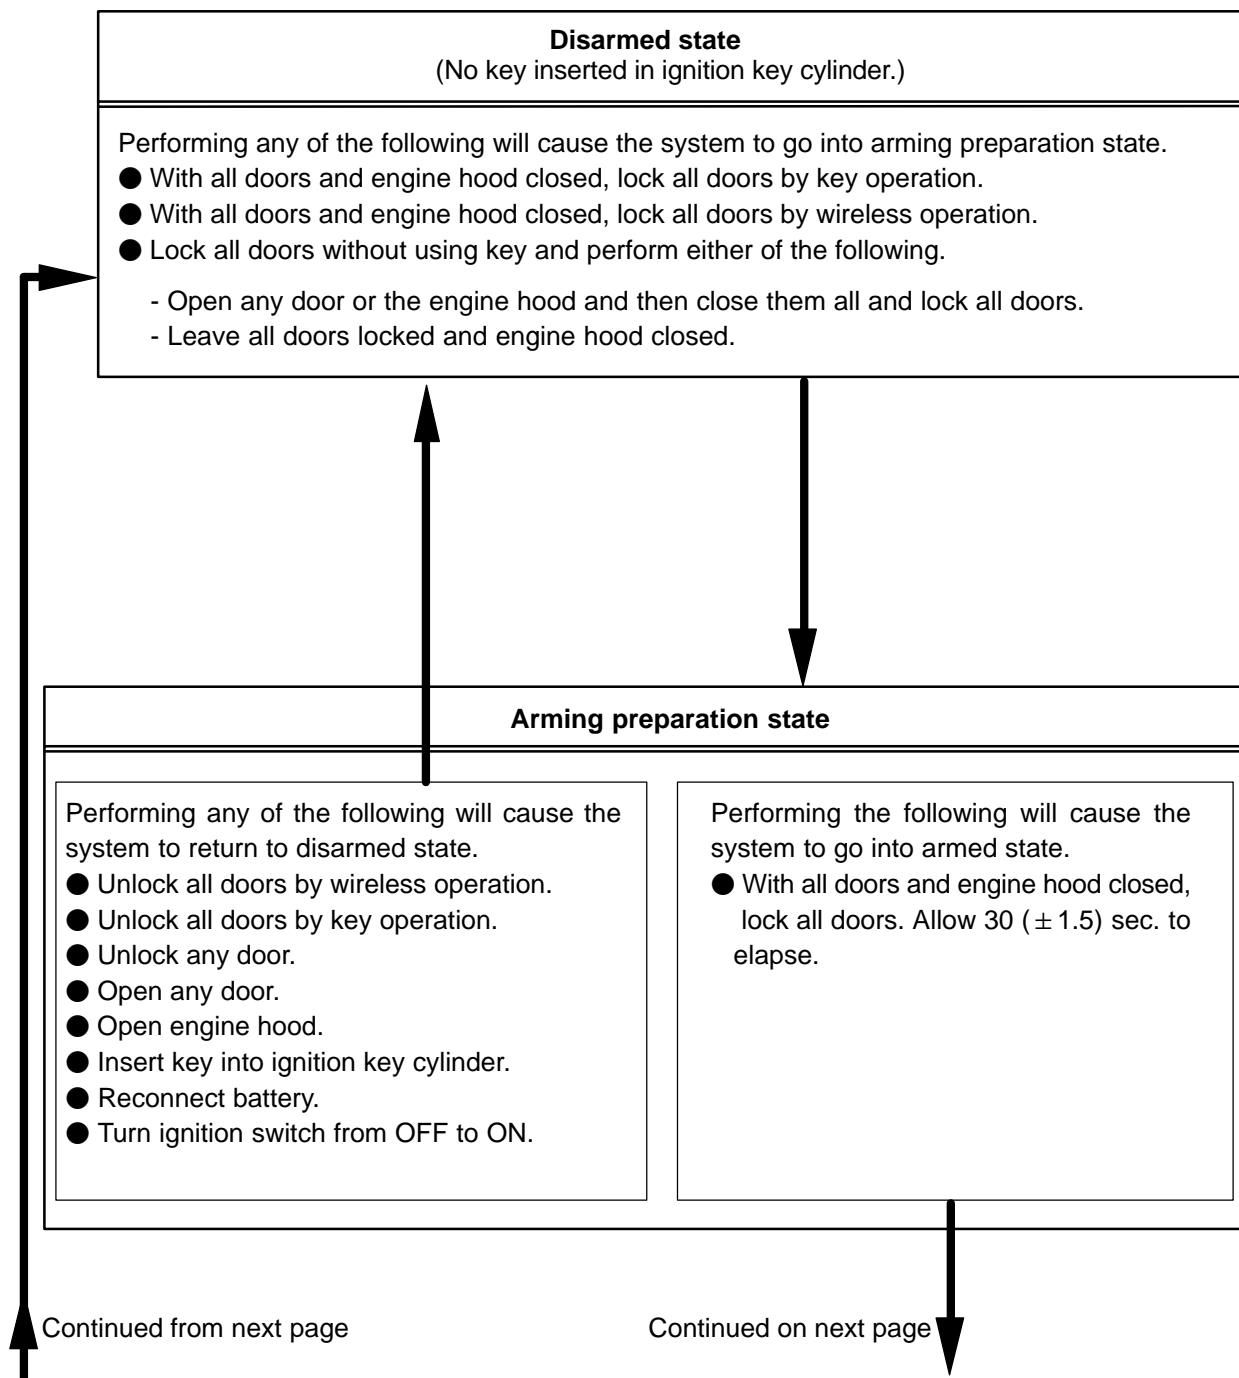 Disarmed state
(No key inserted in ignition key cylinder.)
Performing any of the following will cause the system to go into arming preparation state.
● With all doors and engine hood closed, lock all doors by key operation.
● With all doors and engine hood closed, lock all doors by wireless operation.
● Lock all doors without using key and perform either of the following.
- Open any door or the engine hood and then close them all and lock all doors.
- Leave all doors locked and engine hood closed.
Arming preparation state
Performing any of the following will cause the
system to return to disarmed state.
● Unlock all doors by wireless operation.
● Unlock all doors by key operation.
● Unlock any door.
● Open any door.
● Open engine hood.
● Insert key into ignition key cylinder.
● Reconnect battery.
● Turn ignition switch from OFF to ON.
Performing the following will cause the
system to go into armed state.
● With all doors and engine hood closed,
lock all doors. Allow 30 (±1.5) sec. to
elapse.
Continued from next page
Continued on next page